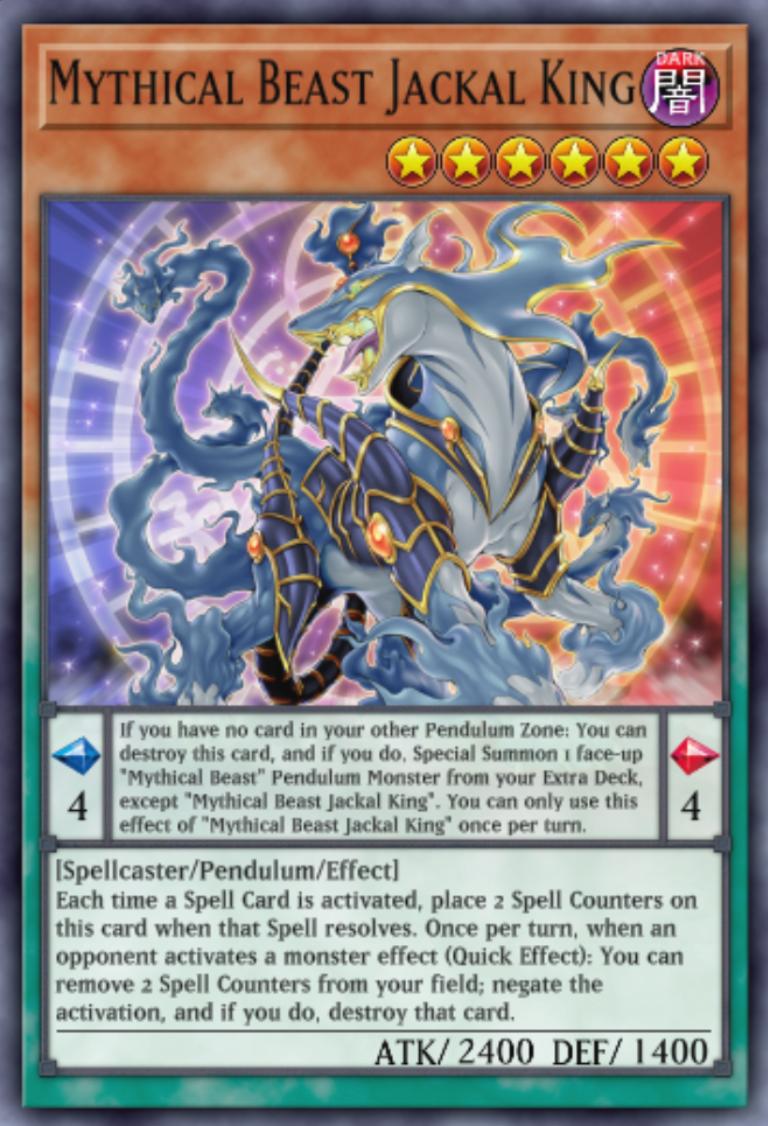 MYTHICAL BEAST JACKAL KING
DARK
闇
If you have no card in your other Pendulum Zone: You can
destroy this card, and if you do, Special Summon 1 face-up
"Mythical Beast" Pendulum Monster from your Extra Deck,
except "Mythical Beast Jackal King". You can only use this
effect of "Mythical Beast Jackal King" once per turn.
4
4
[Spellcaster/Pendulum/Effect]
Each time a Spell Card is activated, place 2 Spell Counters on
this card when that Spell resolves. Once per turn, when an
opponent activates a monster effect (Quick Effect): You can
remove 2 Spell Counters from your field; negate the
activation, and if you do, destroy that card.
ATK/ 2400 DEF/ 1400